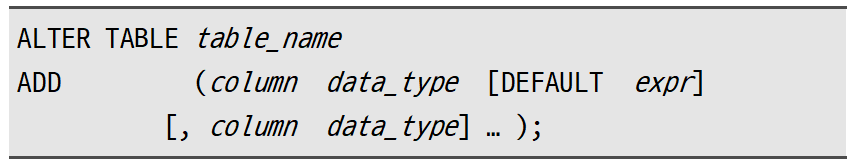 ALTER TABLE table_name
ADD (column data_type [DEFAULT expr]
[, column data_type] … );